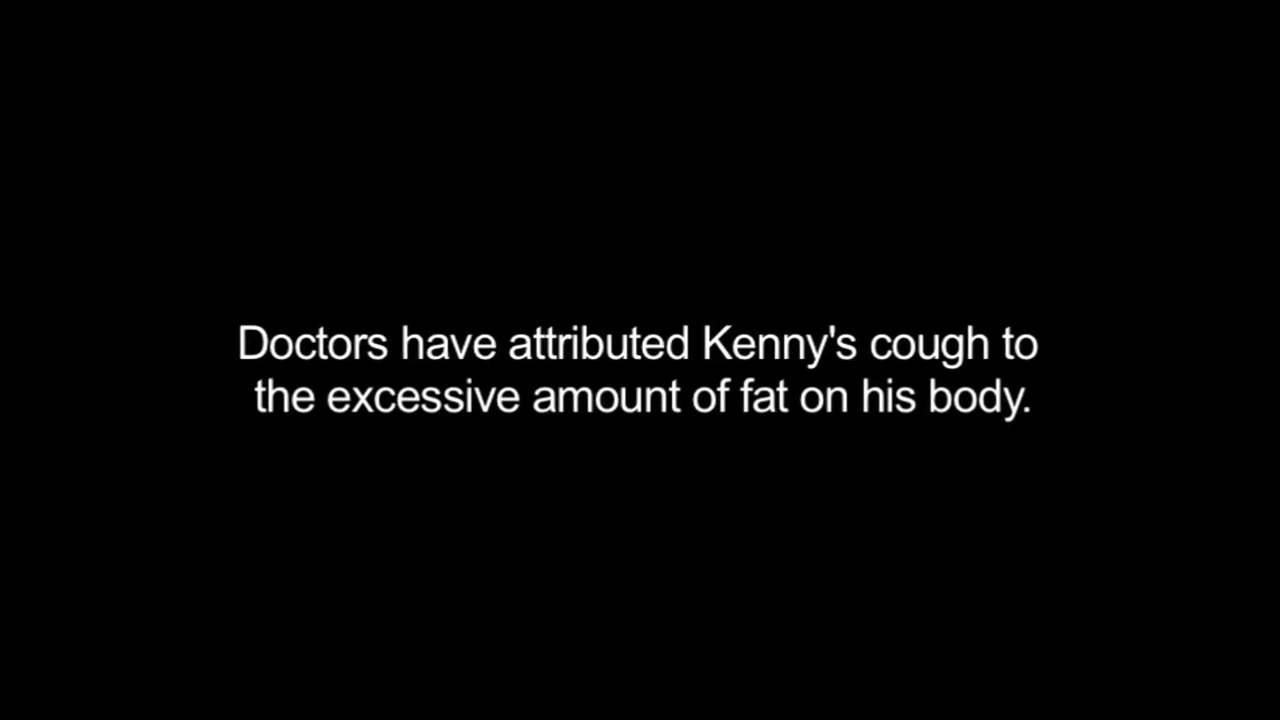 Doctors have attributed Kenny's cough to
the excessive amount of fat on his body.